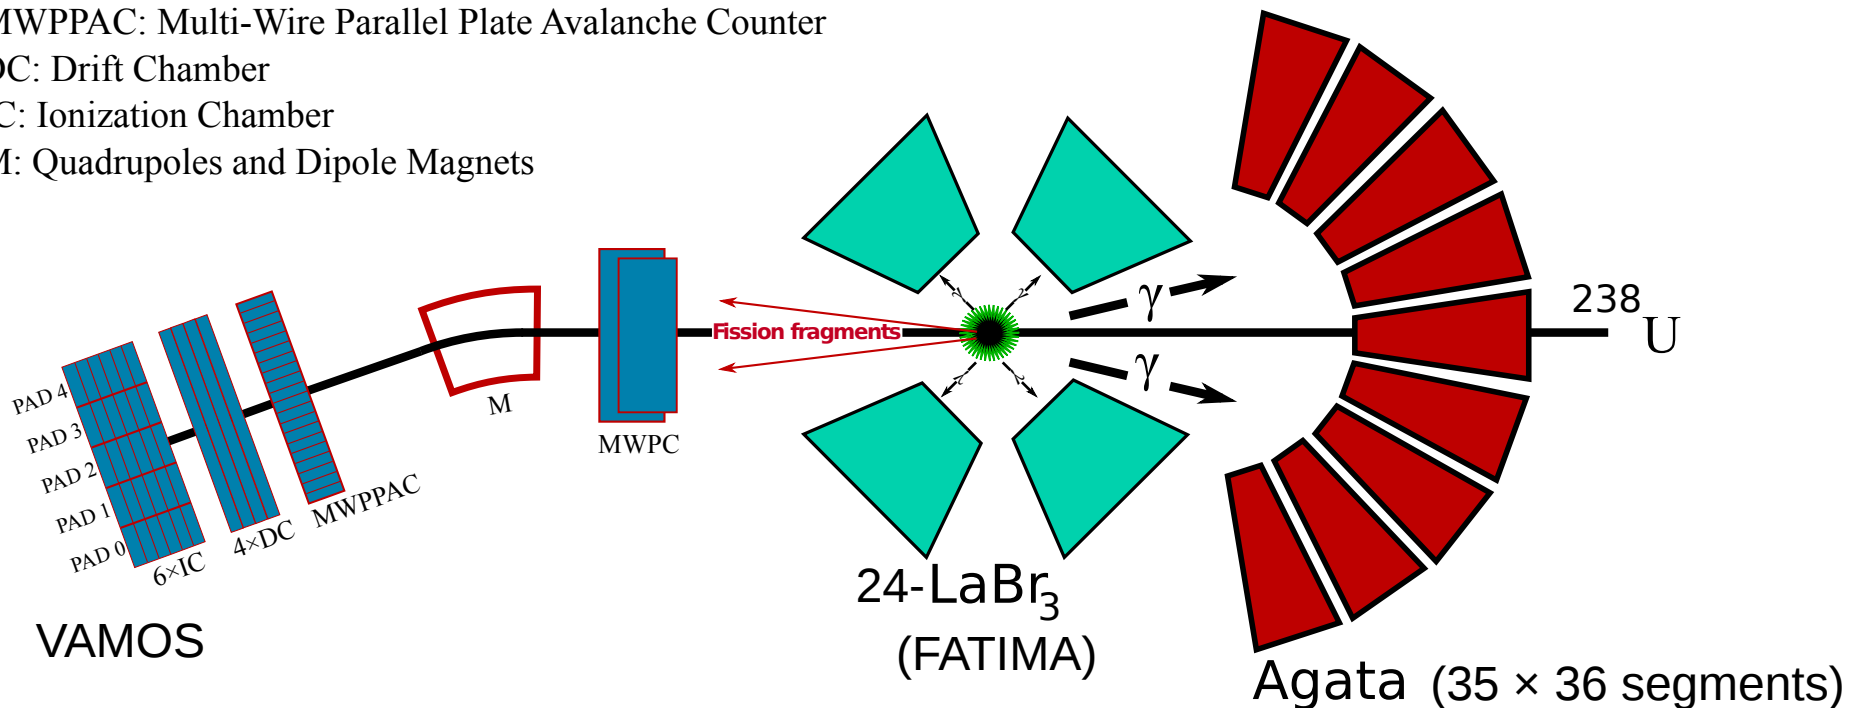 MWPPAC: Multi-Wire Parallel Plate Avalanche Counter
DC: Drift Chamber
IC: Ionization Chamber
M: Quadrupoles and Dipole Magnets
238
U
γ
γ
γ
γ
γ
γ
Fission fragments
M
MWPC
PAD 4
PAD 3
PAD 2
PAD 1
PAD 0
6×IC
4×DC
MWPPAC
VAMOS
24-LaBr3
(FATIMA)
Agata (35 × 36 segments)